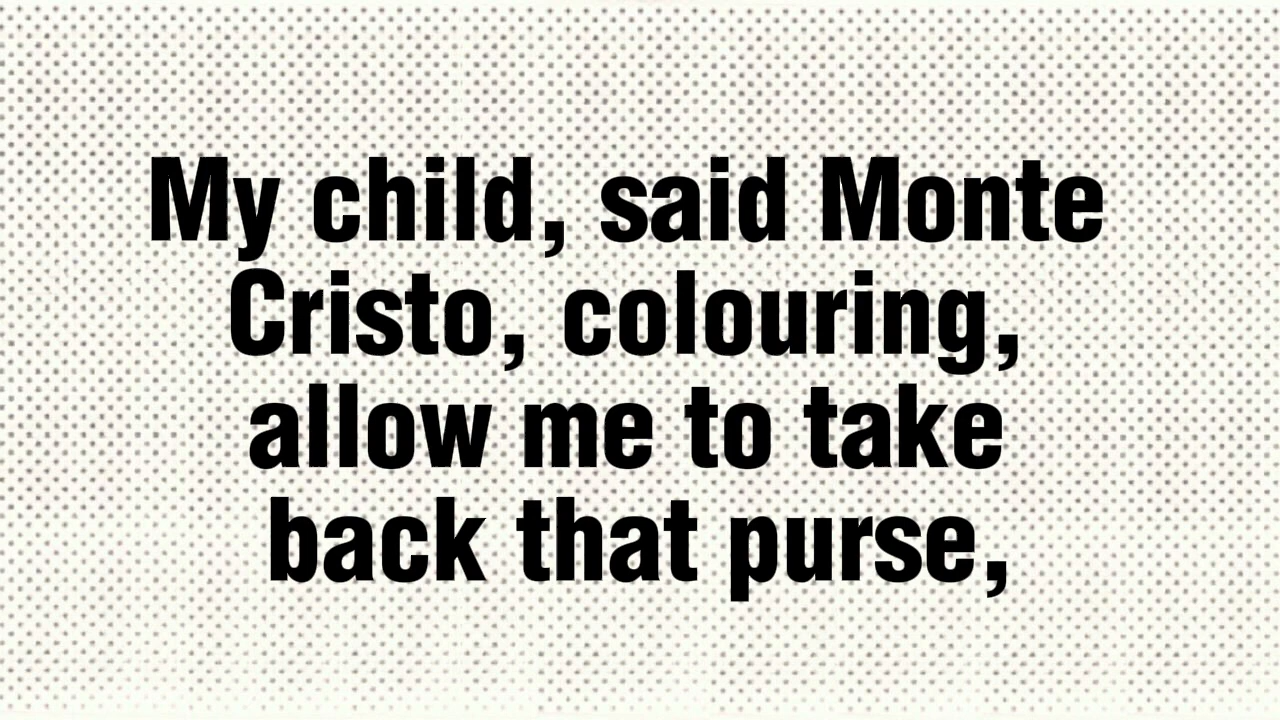 My child, said Monte
Cristo, colouring,
allow me to take
back that purse,